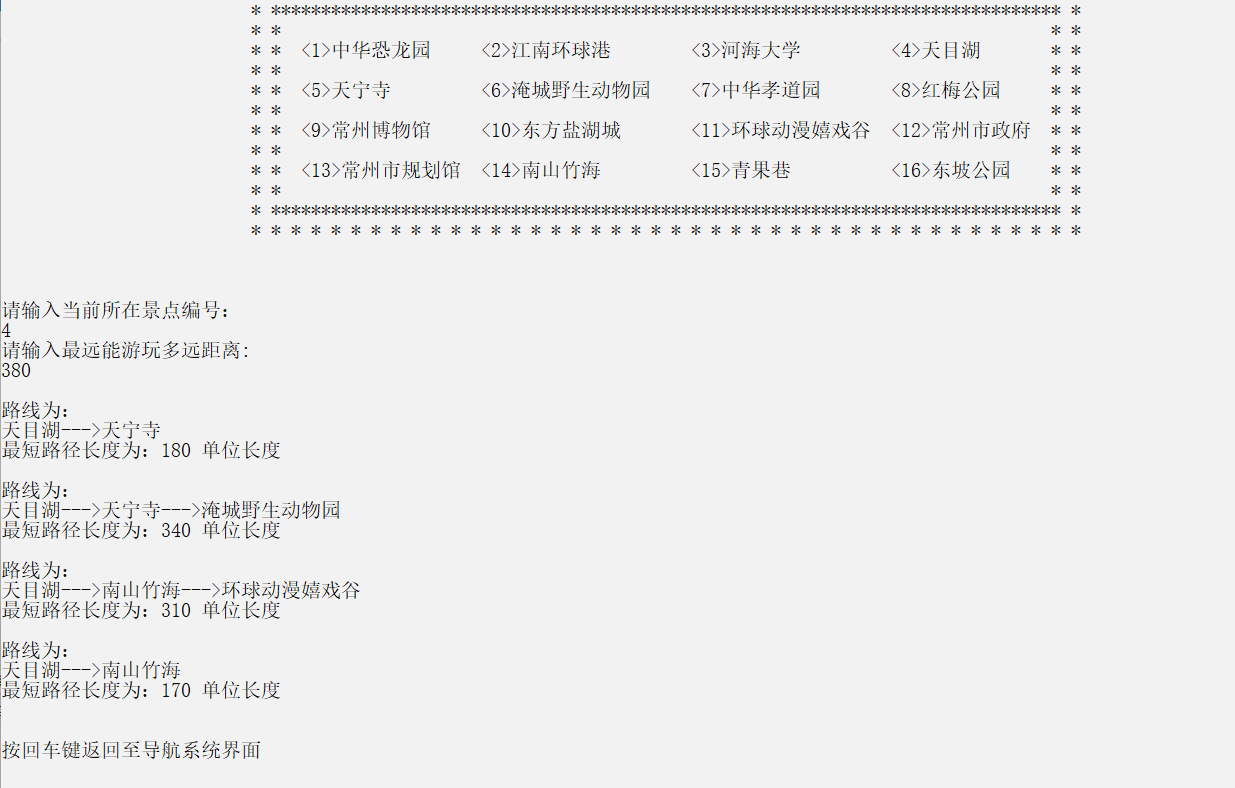 * ******************************************************************************* *
* * * *
* * <1>中华恐龙园 <2>江南环球港 <3>河海大学 <4>天目湖 * *
* * * *
* * <5>天宁寺 <6>淹城野生动物园 <7>中华孝道园 <8>红梅公园 * *
* * * *
* * <9>常州博物馆 <10>东方盐湖城 <11>环球动漫嬉戏谷 <12>常州市政府 * *
* * * *
* * <13>常州市规划馆 <14>南山竹海 <15>青果巷 <16>东坡公园 * *
* * * *
* ******************************************************************************* *
* * * * * * * * * * * * * * * * * * * * * * * * * * * * * * * * * * * * * * * * * *
请输入当前所在景点编号:
4
请输入最远能游玩多远距离:
380
路线为:
天目湖--->天宁寺
最短路径长度为: 180 单位长度
路线为:
天目湖--->天宁寺--->淹城野生动物园
最短路径长度为: 340 单位长度
路线为:
天目湖--->南山竹海--->环球动漫嬉戏谷
最短路径长度为: 310 单位长度
路线为:
天目湖--->南山竹海
最短路径长度为: 170 单位长度
按回车键返回至导航系统界面